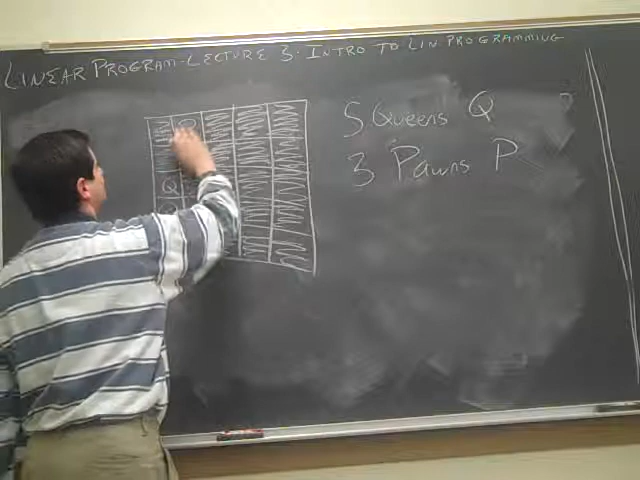 LINEAR PROGRAM-LECTURE 3. INTRO TO LIN PROGRAMMING
5 Queens Q
3 Pawns P
Q